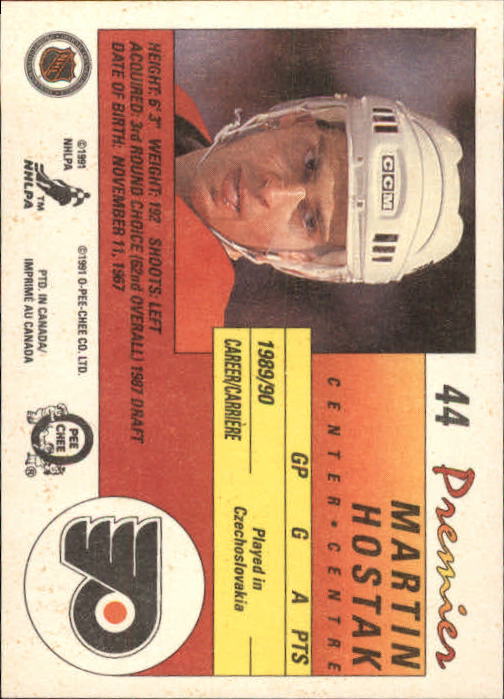 44 Premier
MARTIN
HOSTAK
CENTER • CENTRE
GP G A PTS
1989/90 Played in
CAREER/CARRIÈRE Czechoslovakia
CCM
HEIGHT: 6' 3" WEIGHT: 192 SHOOTS: LEFT
ACQUIRED: 3rd ROUND CHOICE (62nd OVERALL) 1987 DRAFT
DATE OF BIRTH: NOVEMBER 11, 1967
NHL
©1991
NHLPA
NHLPA™
©1991 O-PEE-CHEE CO. LTD.
PTD. IN CANADA/
IMPRIMÉ AU CANADA
O
PEE
CHEE
®